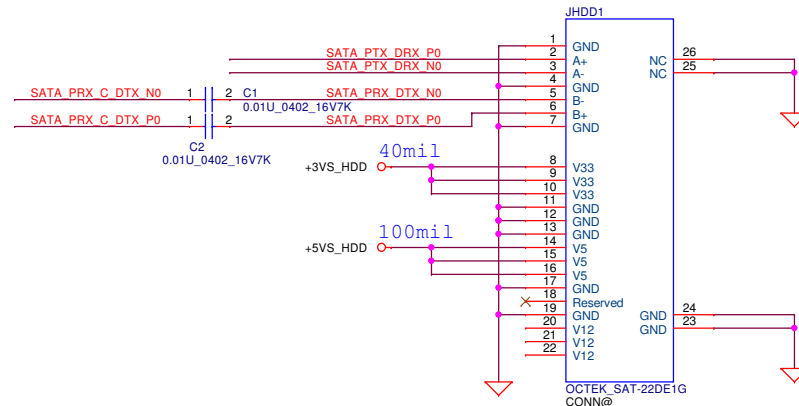 JHDD1
1 GND
SATA_PTX_DRX_P0 2 A+ NC 26
SATA_PTX_DRX_N0 3 A- NC 25
4 GND
SATA_PRX_C_DTX_N0 1 2 C1 SATA_PRX_DTX_N0 5 B-
0.01U_0402_16V7K
6 B+
SATA_PRX_C_DTX_P0 1 2 SATA_PRX_DTX_P0 7 GND
C2
0.01U_0402_16V7K
40mil
+3VS_HDD 8 V33
9 V33
10 V33
11 GND
12 GND
13 GND
100mil
+5VS_HDD 14 V5
15 V5
16 V5
17 GND
18 Reserved
19 GND GND 24
20 V12 GND 23
21 V12
22 V12
OCTEK_SAT-22DE1G
CONN@